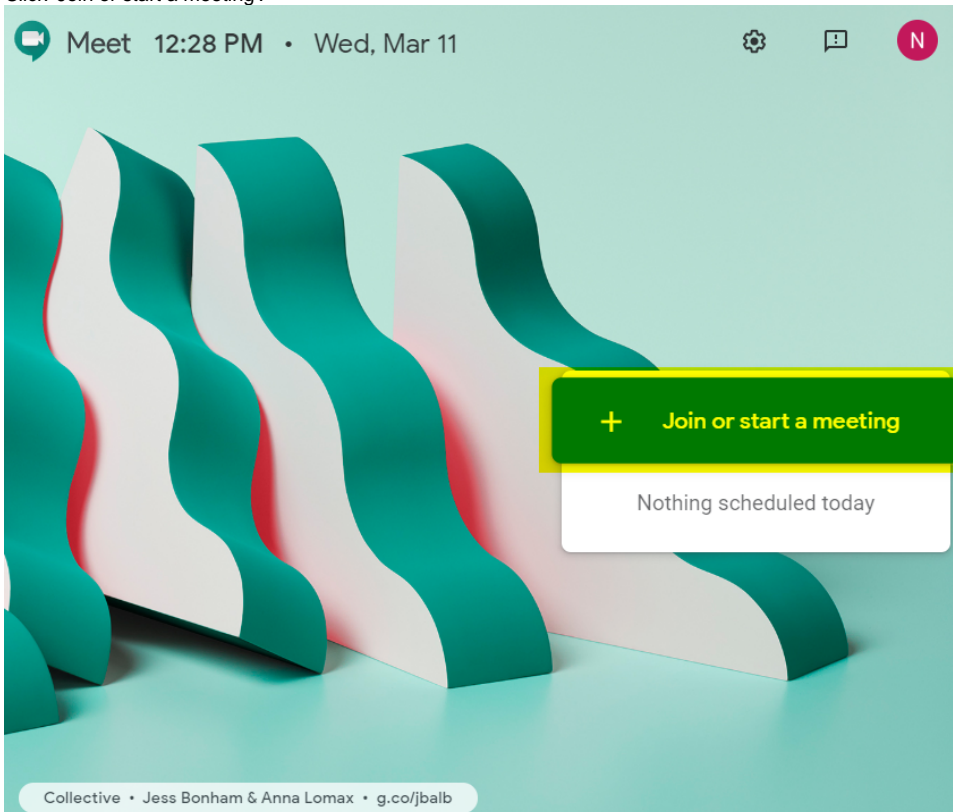 Meet 12:28 PM • Wed, Mar 11
N
+ Join or start a meeting
Nothing scheduled today
Collective • Jess Bonham & Anna Lomax • g.co/jbalb